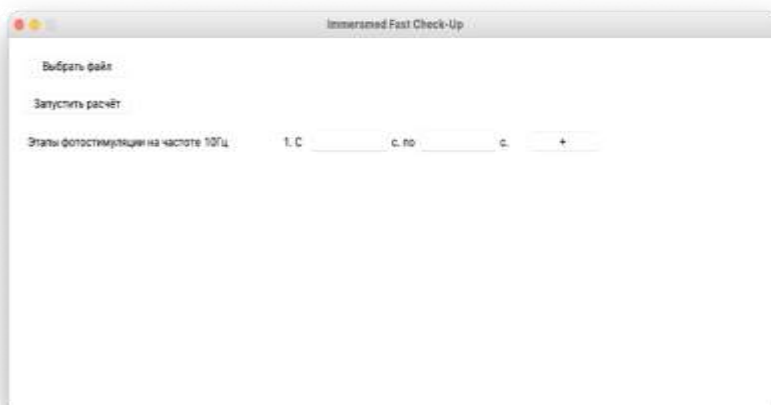 Immersmed Fast Check-Up
Выбрать файл
Запустить расчёт
Этапы фотостимуляции на частоте 10Гц 1. С с. по с. +